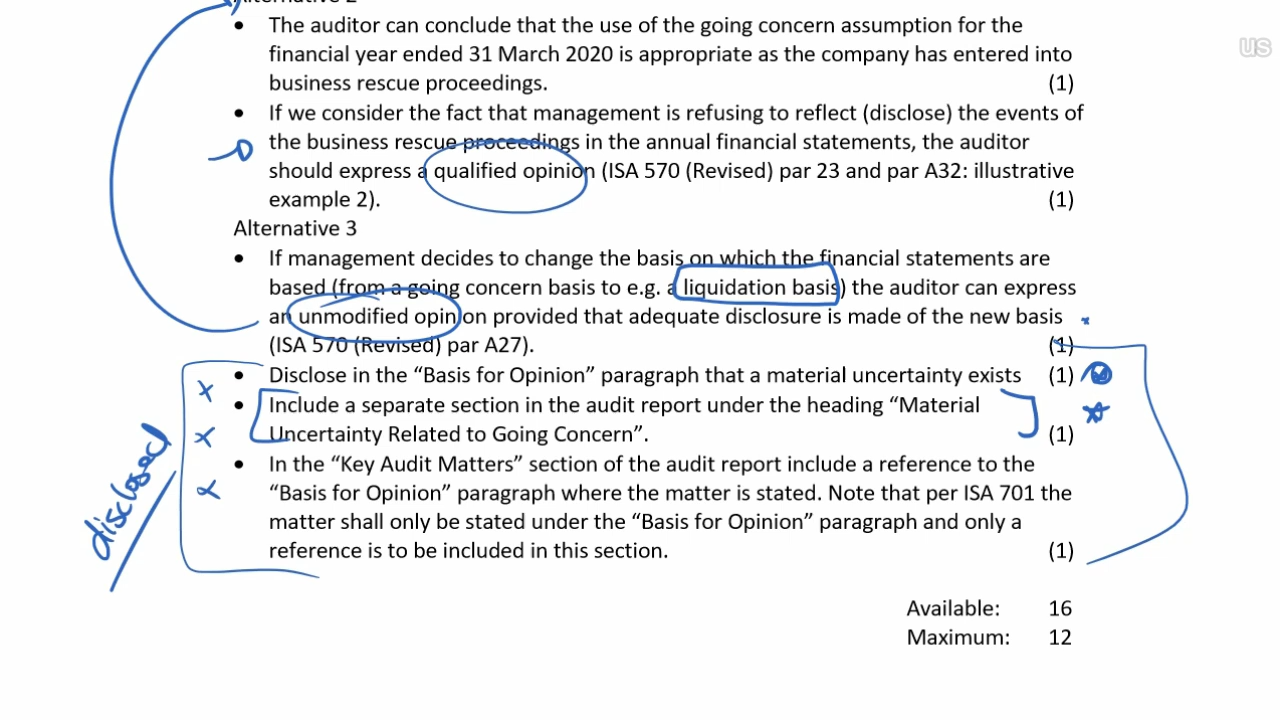 Alternative 2
• The auditor can conclude that the use of the going concern assumption for the
financial year ended 31 March 2020 is appropriate as the company has entered into
business rescue proceedings. (1)
• If we consider the fact that management is refusing to reflect (disclose) the events of
the business rescue proceedings in the annual financial statements, the auditor
should express a qualified opinion (ISA 570 (Revised) par 23 and par A32: illustrative
example 2). (1)
Alternative 3
• If management decides to change the basis on which the financial statements are
based (from a going concern basis to e.g. a liquidation basis) the auditor can express
an unmodified opinion provided that adequate disclosure is made of the new basis
(ISA 570 (Revised) par A27). (1)
• Disclose in the “Basis for Opinion” paragraph that a material uncertainty exists (1)
• Include a separate section in the audit report under the heading “Material
Uncertainty Related to Going Concern”. (1)
• In the “Key Audit Matters” section of the audit report include a reference to the
“Basis for Opinion” paragraph where the matter is stated. Note that per ISA 701 the
matter shall only be stated under the “Basis for Opinion” paragraph and only a
reference is to be included in this section. (1)
disclosed
Available: 16
Maximum: 12
us